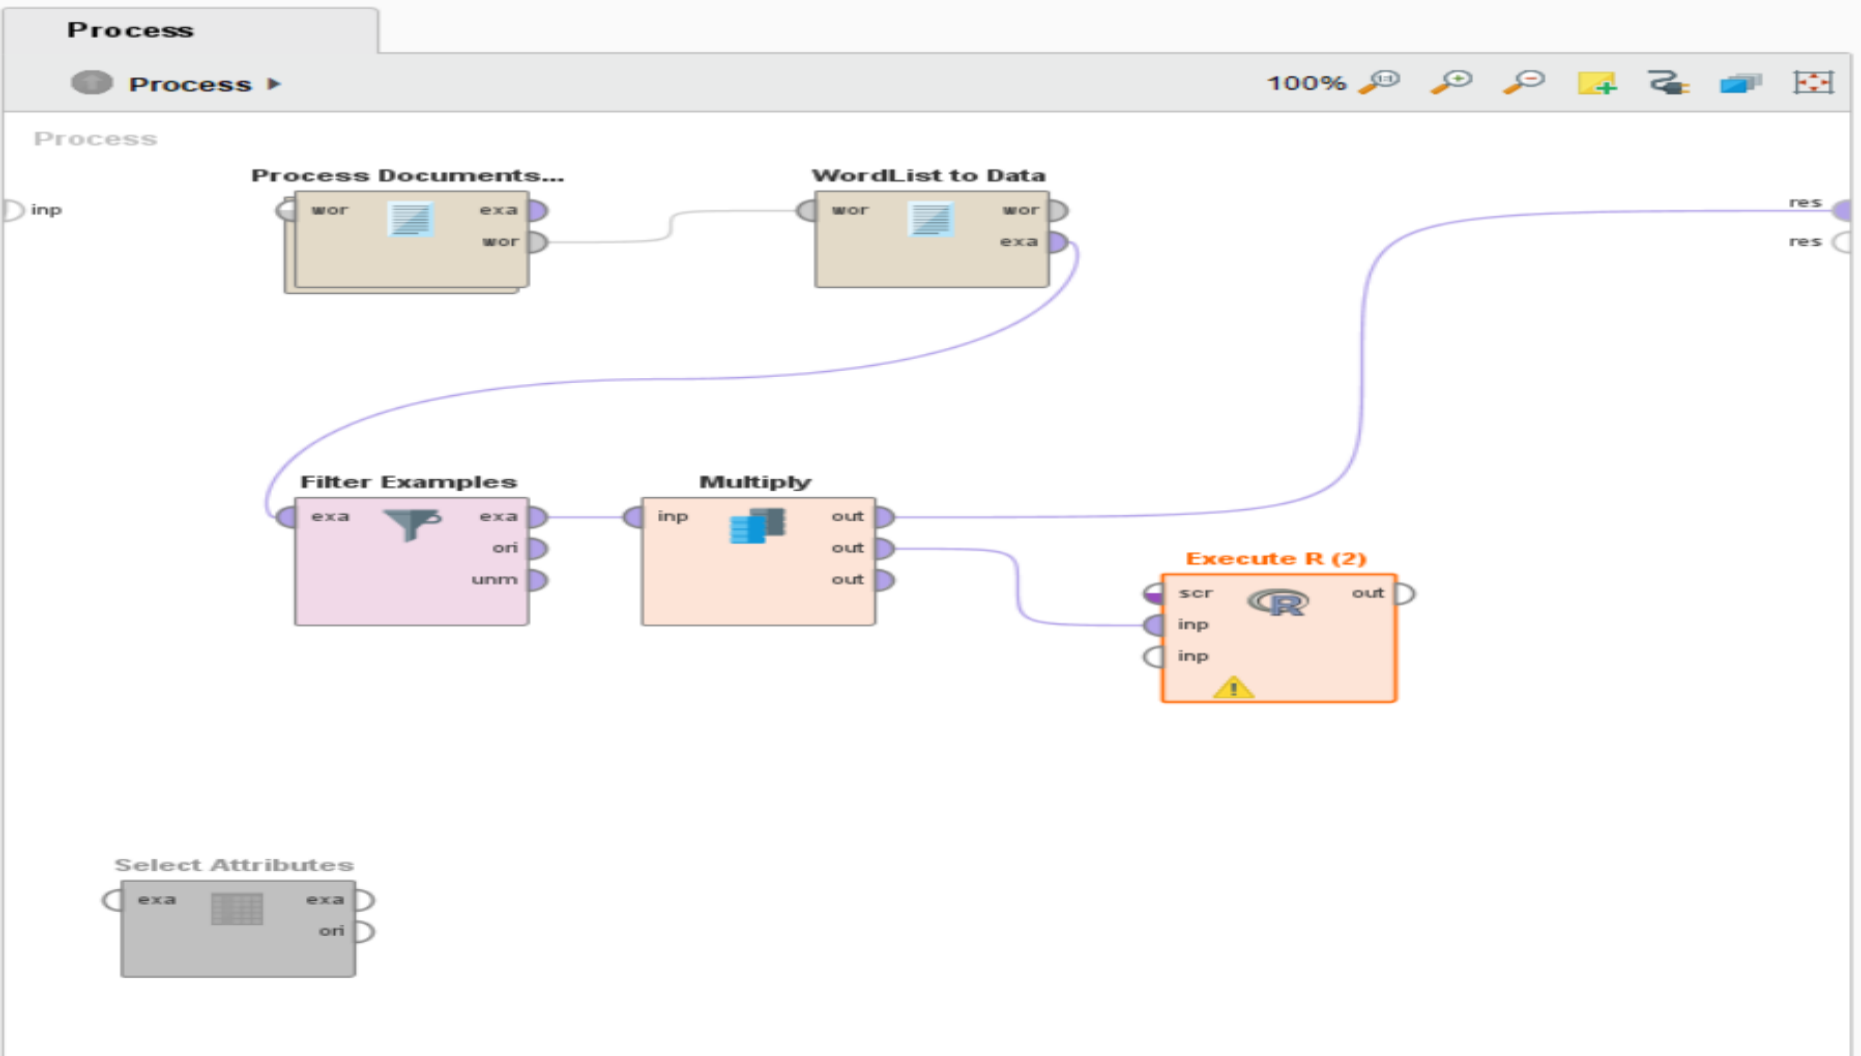 Process
Process
100%
Process
Process Documents...
WordList to Data
inp
wor
exa
wor
wor
wor
exa
res
res
Filter Examples
Multiply
exa
exa
ori
unm
inp
out
out
out
Execute R (2)
scr
out
inp
inp
Select Attributes
exa
exa
ori